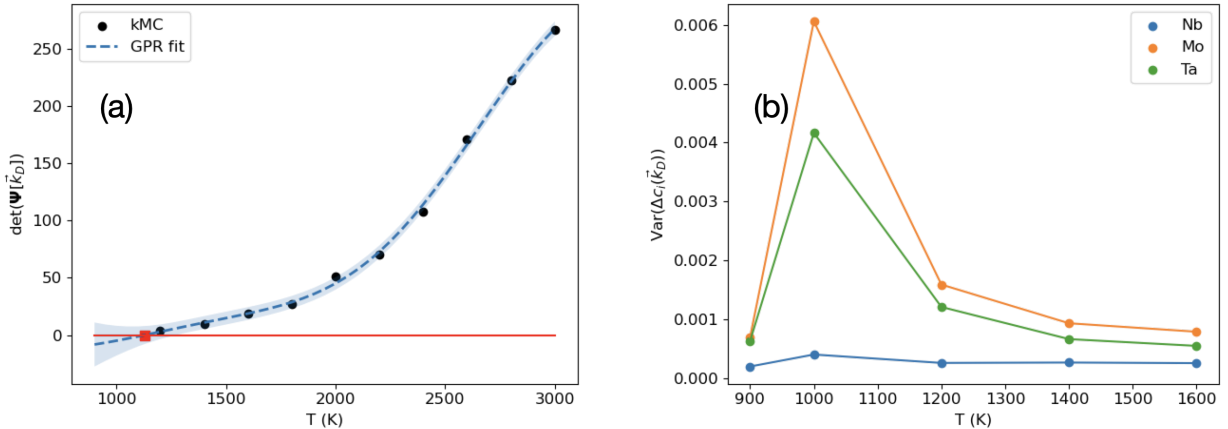 kMC
GPR fit
(a)
250
200
150
100
50
0
det(Ψ[k⃗_D])
1000 1500 2000 2500 3000
T (K)
Nb
Mo
Ta
(b)
0.006
0.005
0.004
0.003
0.002
0.001
0.000
Var(Δc_i(k⃗_D))
900 1000 1100 1200 1300 1400 1500 1600
T (K)